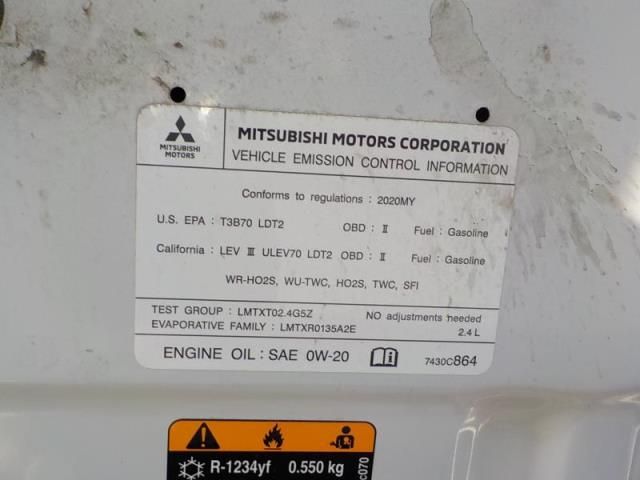 MITSUBISHI MOTORS
MITSUBISHI MOTORS CORPORATION
VEHICLE EMISSION CONTROL INFORMATION
Conforms to regulations : 2020MY
U.S. EPA : T3B70 LDT2 OBD : Ⅱ Fuel : Gasoline
California : LEV Ⅲ ULEV70 LDT2 OBD : Ⅱ Fuel : Gasoline
WR-HO2S, WU-TWC, HO2S, TWC, SFI
TEST GROUP : LMTXT02.4G5Z NO adjustments needed
EVAPORATIVE FAMILY : LMTXR0135A2E 2.4 L
ENGINE OIL : SAE 0W-20 7430C864
R-1234yf 0.550 kg
c070